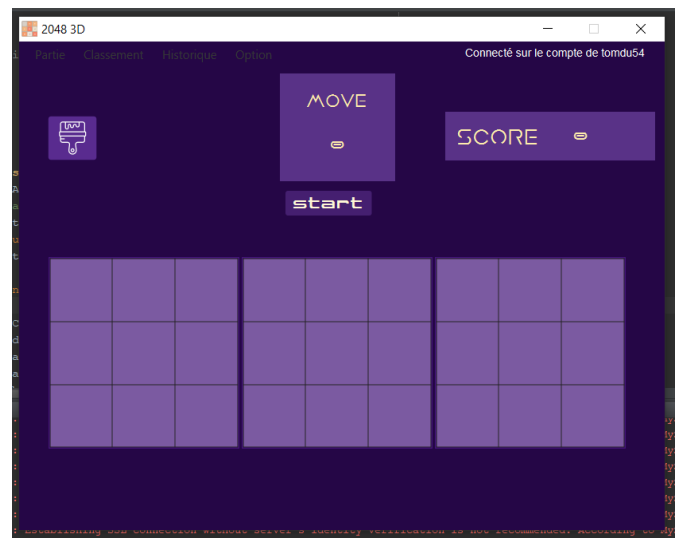 2048 3D
Partie Classement Historique Option
Connecté sur le compte de tomdu54
MOVE
0
SCORE 0
start
Establishing SSL connection without server's identity verification is not recommended. According to My